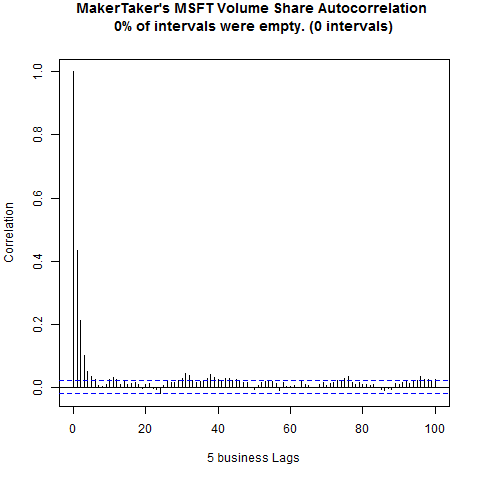 MakerTaker's MSFT Volume Share Autocorrelation
0% of intervals were empty. (0 intervals)
1.0
0.8
0.6
0.4
0.2
0.0
Correlation
0 20 40 60 80 100
5 business Lags